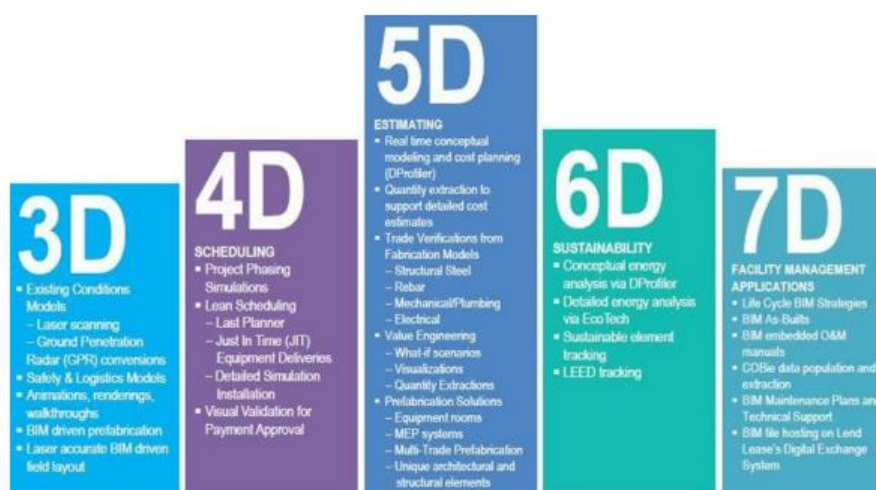 3D
▪ Existing Conditions
Models
– Laser scanning
– Ground Penetration
Radar (GPR) conversions
▪ Safety & Logistics Models
▪ Animations, renderings,
walkthroughs
▪ BIM driven prefabrication
▪ Laser accurate BIM driven
field layout
4D
SCHEDULING
▪ Project Phasing
Simulations
▪ Lean Scheduling
– Last Planner
– Just In Time (JIT)
Equipment Deliveries
– Detailed Simulation
Installation
▪ Visual Validation for
Payment Approval
5D
ESTIMATING
▪ Real time conceptual
modeling and cost planning
(DProfiler)
▪ Quantity extraction to
support detailed cost
estimates
▪ Trade Verifications from
Fabrication Models
– Structural Steel
– Rebar
– Mechanical/Plumbing
– Electrical
▪ Value Engineering
– What-if scenarios
– Visualizations
– Quantity Extractions
▪ Prefabrication Solutions
– Equipment rooms
– MEP systems
– Multi-Trade Prefabrication
– Unique architectural and
structural elements
6D
SUSTAINABILITY
▪ Conceptual energy
analysis via DProfiler
▪ Detailed energy analysis
via EcoTech
▪ Sustainable element
tracking
▪ LEED tracking
7D
FACILITY MANAGEMENT
APPLICATIONS
▪ Life Cycle BIM Strategies
▪ BIM As-Builts
▪ BIM embedded O&M
manuals
▪ COBie data population and
extraction
▪ BIM Maintenance Plans and
Technical Support
▪ BIM file hosting on Lend
Lease's Digital Exchange
System